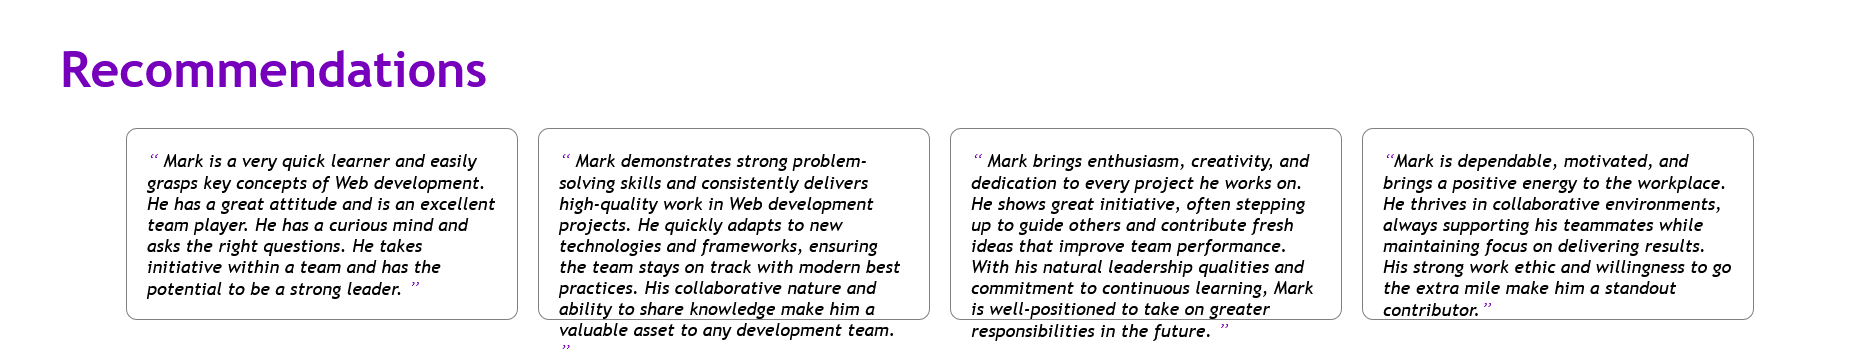 Recommendations
“ Mark is a very quick learner and easily
grasps key concepts of Web development.
He has a great attitude and is an excellent
team player. He has a curious mind and
asks the right questions. He takes
initiative within a team and has the
potential to be a strong leader. ”
“ Mark demonstrates strong problem-
solving skills and consistently delivers
high-quality work in Web development
projects. He quickly adapts to new
technologies and frameworks, ensuring
the team stays on track with modern best
practices. His collaborative nature and
ability to share knowledge make him a
valuable asset to any development team.
”
“ Mark brings enthusiasm, creativity, and
dedication to every project he works on.
He shows great initiative, often stepping
up to guide others and contribute fresh
ideas that improve team performance.
With his natural leadership qualities and
commitment to continuous learning, Mark
is well-positioned to take on greater
responsibilities in the future. ”
“Mark is dependable, motivated, and
brings a positive energy to the workplace.
He thrives in collaborative environments,
always supporting his teammates while
maintaining focus on delivering results.
His strong work ethic and willingness to go
the extra mile make him a standout
contributor.”